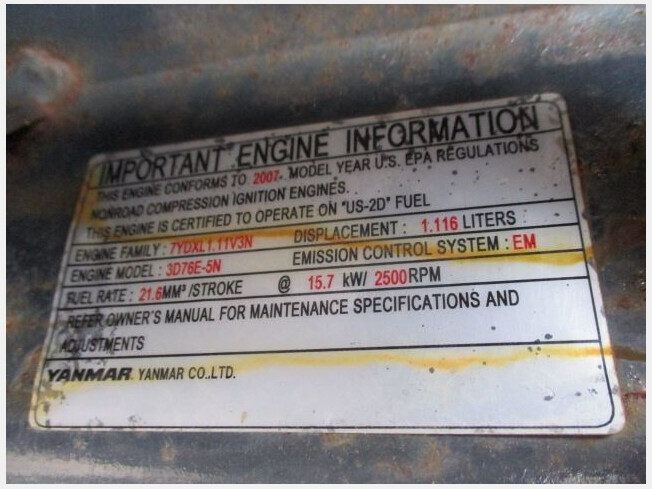 IMPORTANT ENGINE INFORMATION
THIS ENGINE CONFORMS TO 2007- MODEL YEAR U.S. EPA REGULATIONS
NONROAD COMPRESSION IGNITION ENGINES.
THIS ENGINE IS CERTIFIED TO OPERATE ON "US-2D" FUEL
ENGINE FAMILY : 7YDXL1.11V3N DISPLACEMENT : 1.116 LITERS
ENGINE MODEL : 3D76E-5N EMISSION CONTROL SYSTEM : EM
FUEL RATE : 21.6MM³ /STROKE @ 15.7 kW/ 2500RPM
REFER OWNER'S MANUAL FOR MAINTENANCE SPECIFICATIONS AND
ADJUSTMENTS
YANMAR YANMAR CO.,LTD.